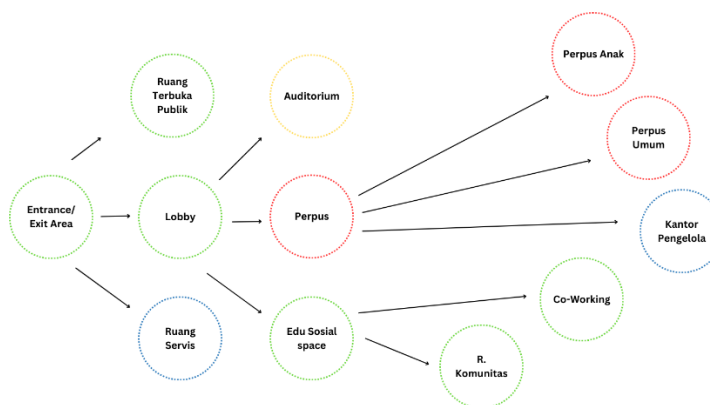 Ruang
Terbuka
Publik
Auditorium
Perpus Anak
Perpus
Umum
Entrance/
Exit Area
Lobby
Perpus
Kantor
Pengelola
Ruang
Servis
Edu Sosial
space
Co-Working
R.
Komunitas